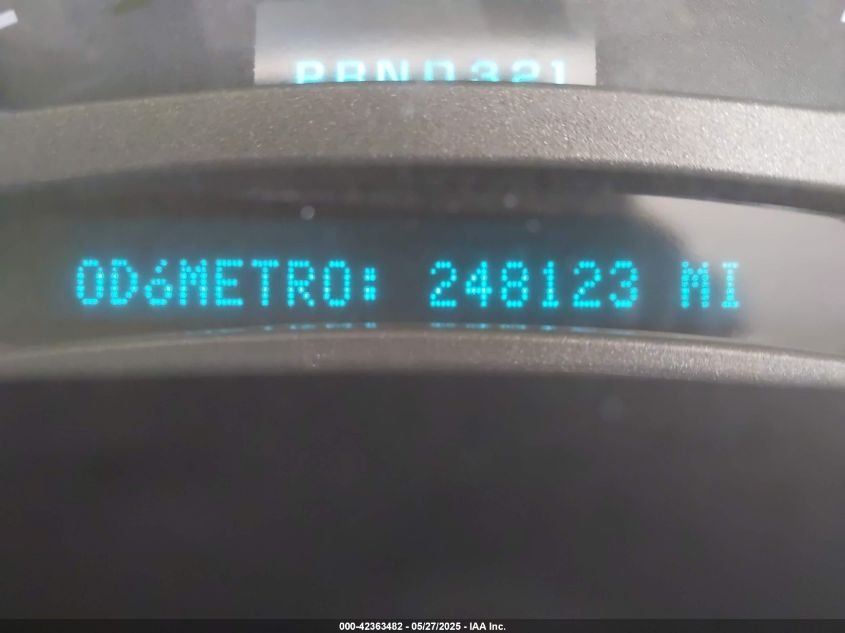 PRND321
ODóMETRO: 248123 MI
000-42363482 - 05/27/2025 - IAA Inc.